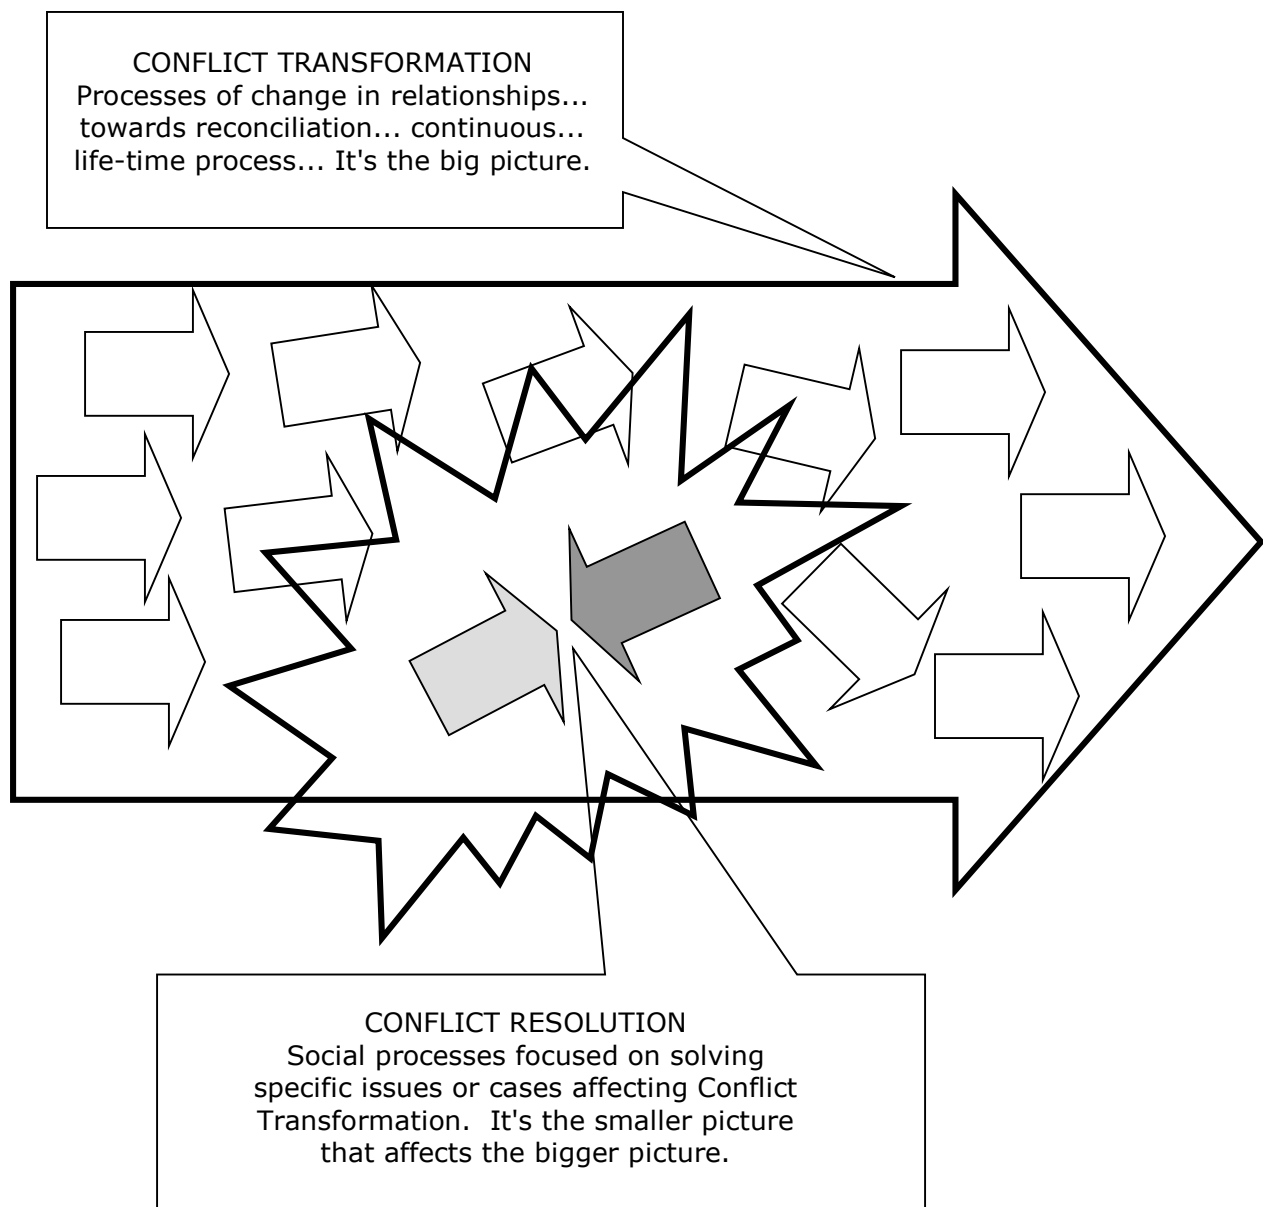 CONFLICT TRANSFORMATION
Processes of change in relationships...
towards reconciliation... continuous...
life-time process... It's the big picture.
CONFLICT RESOLUTION
Social processes focused on solving
specific issues or cases affecting Conflict
Transformation.  It's the smaller picture
that affects the bigger picture.